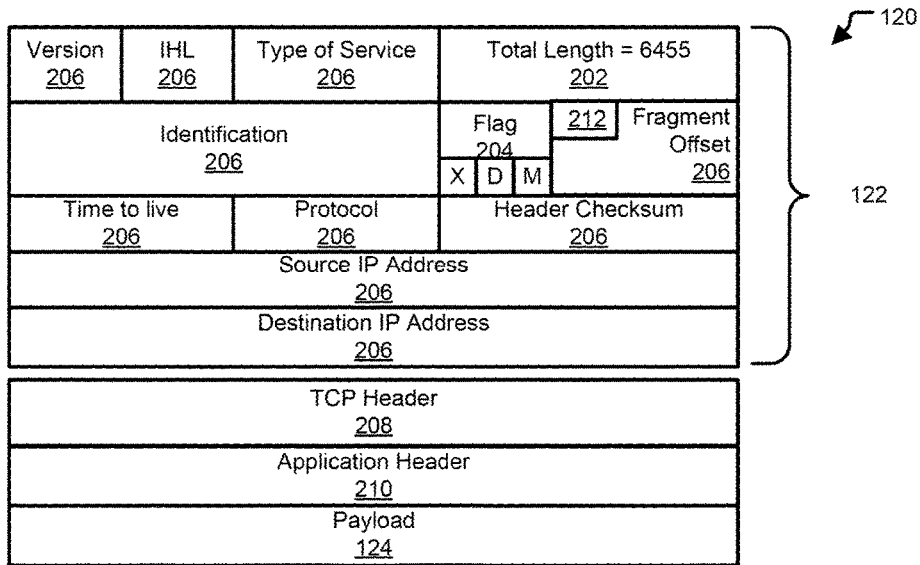 120
Version IHL Type of Service Total Length = 6455
206 206 206 202
Identification Flag 212 Fragment
206 204 Offset
X D M 206
122
Time to live Protocol Header Checksum
206 206 206
Source IP Address
206
Destination IP Address
206
TCP Header
208
Application Header
210
Payload
124